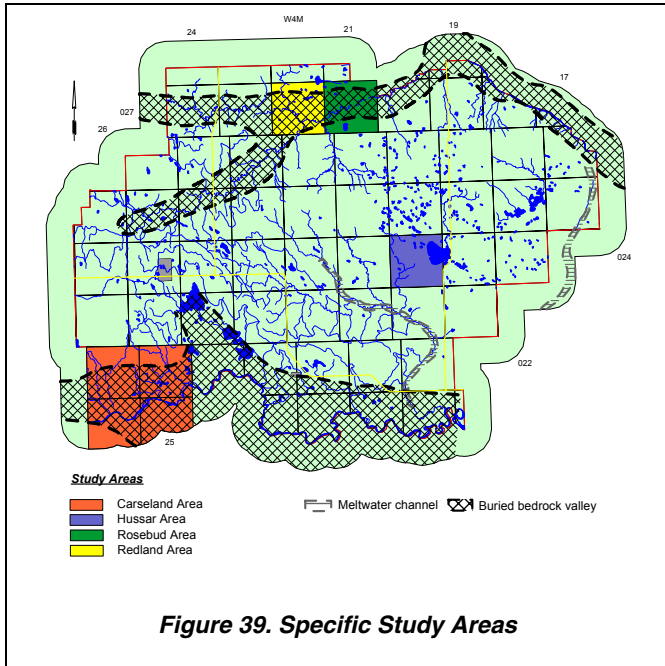 W4M
24
21
19
17
027
26
024
022
25
Study Areas
Carseland Area
Hussar Area
Rosebud Area
Redland Area
Meltwater channel
Buried bedrock valley
Figure 39. Specific Study Areas